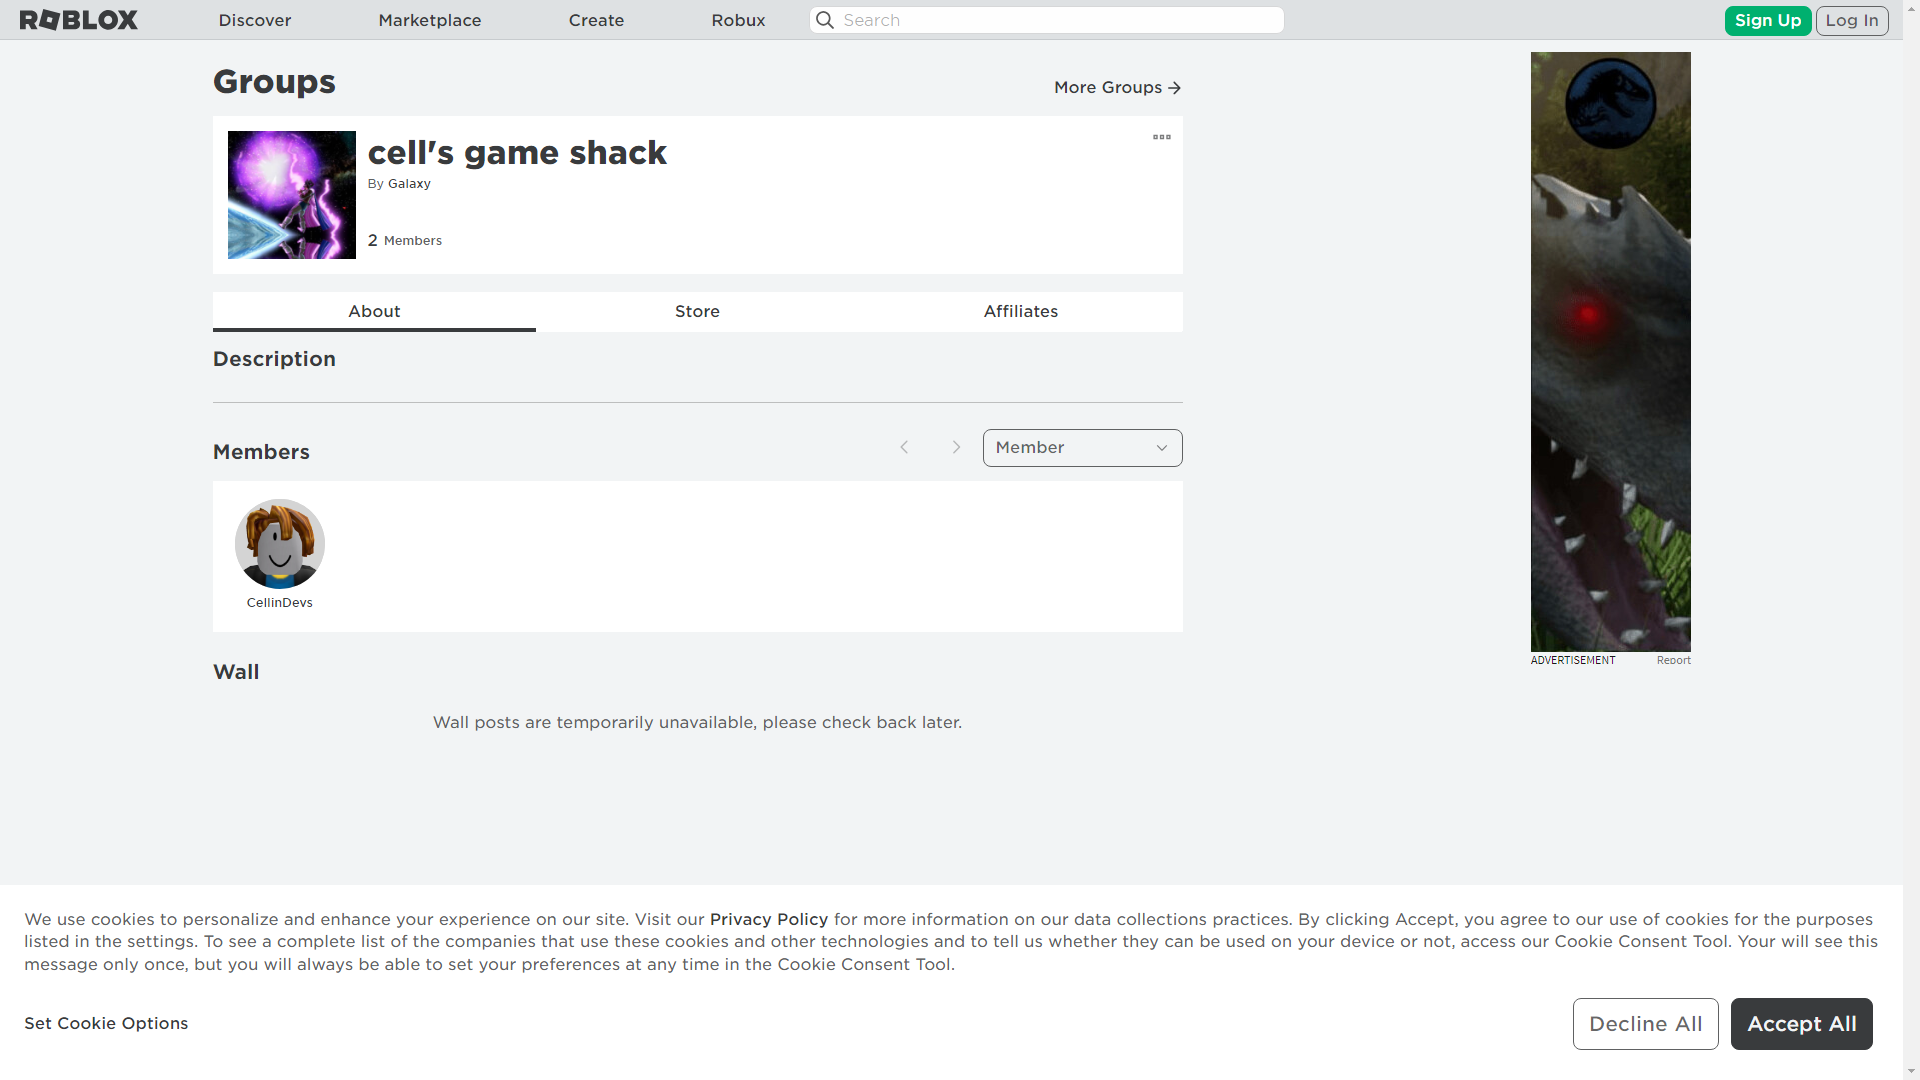 ROBLOX
Discover
Marketplace
Create
Robux
Search
Sign Up
Log In
Groups
More Groups
cell's game shack
By Galaxy
2 Members
About
Store
Affiliates
Description
Members
Member
CellinDevs
Wall
Wall posts are temporarily unavailable, please check back later.
ADVERTISEMENT
Report
We use cookies to personalize and enhance your experience on our site. Visit our Privacy Policy for more information on our data collections practices. By clicking Accept, you agree to our use of cookies for the purposes
listed in the settings. To see a complete list of the companies that use these cookies and other technologies and to tell us whether they can be used on your device or not, access our Cookie Consent Tool. Your will see this
message only once, but you will always be able to set your preferences at any time in the Cookie Consent Tool.
Set Cookie Options
Decline All
Accept All